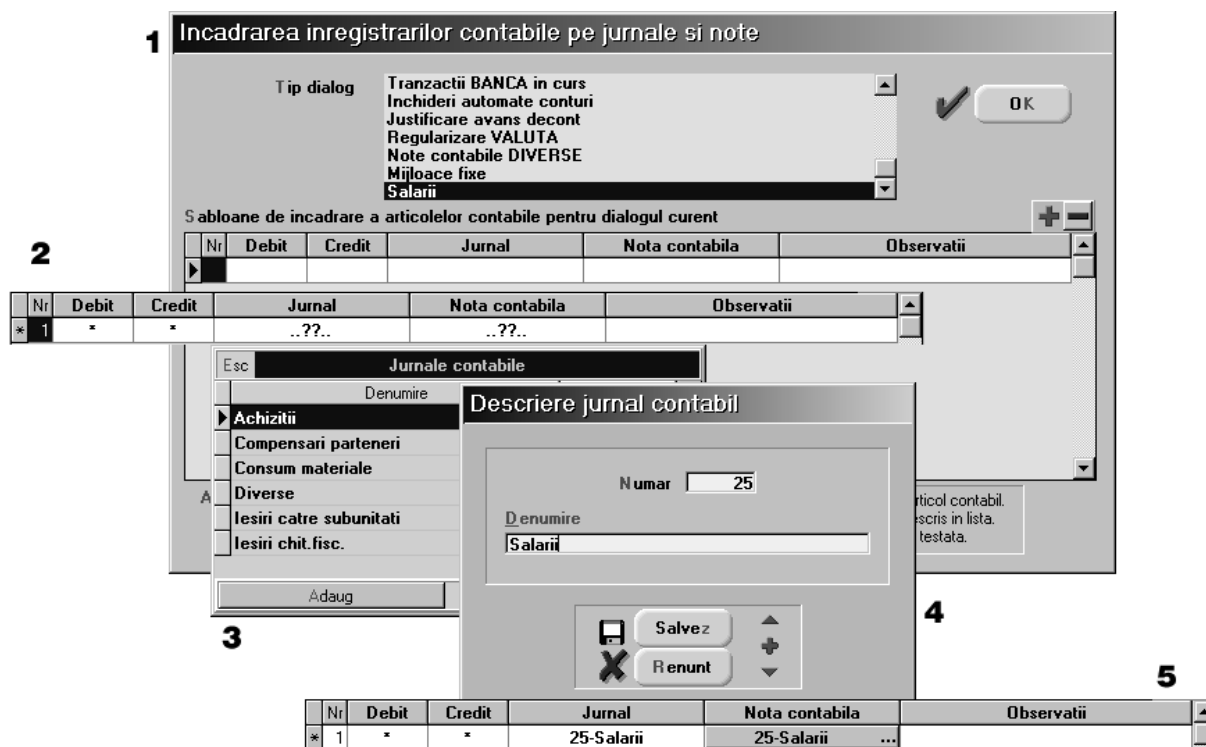 1
Incadrarea inregistrarilor contabile pe jurnale si note
Tip dialog
Tranzactii BANCA in curs
Inchideri automate conturi
Justificare avans decont
Regularizare VALUTA
Note contabile DIVERSE
Mijloace fixe
Salarii
OK
Sabloane de incadrare a articolelor contabile pentru dialogul curent
Nr Debit Credit Jurnal Nota contabila Observatii
2
Nr Debit Credit Jurnal Nota contabila Observatii
* 1 * * ..??.. ..??..
Esc Jurnale contabile
Denumire
Achizitii
Compensari parteneri
Consum materiale
Diverse
Iesiri catre subunitati
Iesiri chit.fisc.
Adaug
3
A
rticol contabil.
scris in lista.
testata.
Descriere jurnal contabil
Numar 25
Denumire
Salarii
Salvez
Renunt
4
5
Nr Debit Credit Jurnal Nota contabila Observatii
* 1 * * 25-Salarii 25-Salarii ...